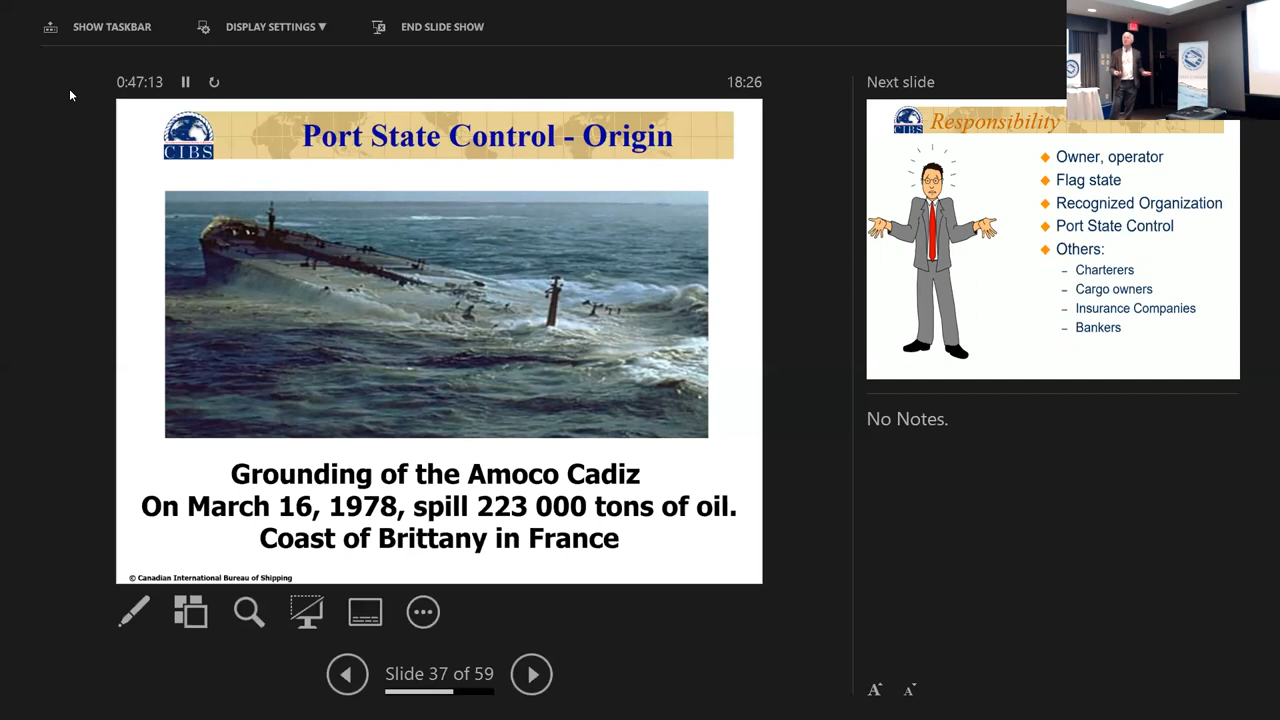 SHOW TASKBAR
DISPLAY SETTINGS ▼
END SLIDE SHOW
0:47:13
18:26
Next slide
CIBS
Port State Control - Origin
Grounding of the Amoco Cadiz
On March 16, 1978, spill 223 000 tons of oil.
Coast of Brittany in France
© Canadian International Bureau of Shipping
Slide 37 of 59
CIBS
Responsibility
Owner, operator
Flag state
Recognized Organization
Port State Control
Others:
– Charterers
– Cargo owners
– Insurance Companies
– Bankers
No Notes.
A A